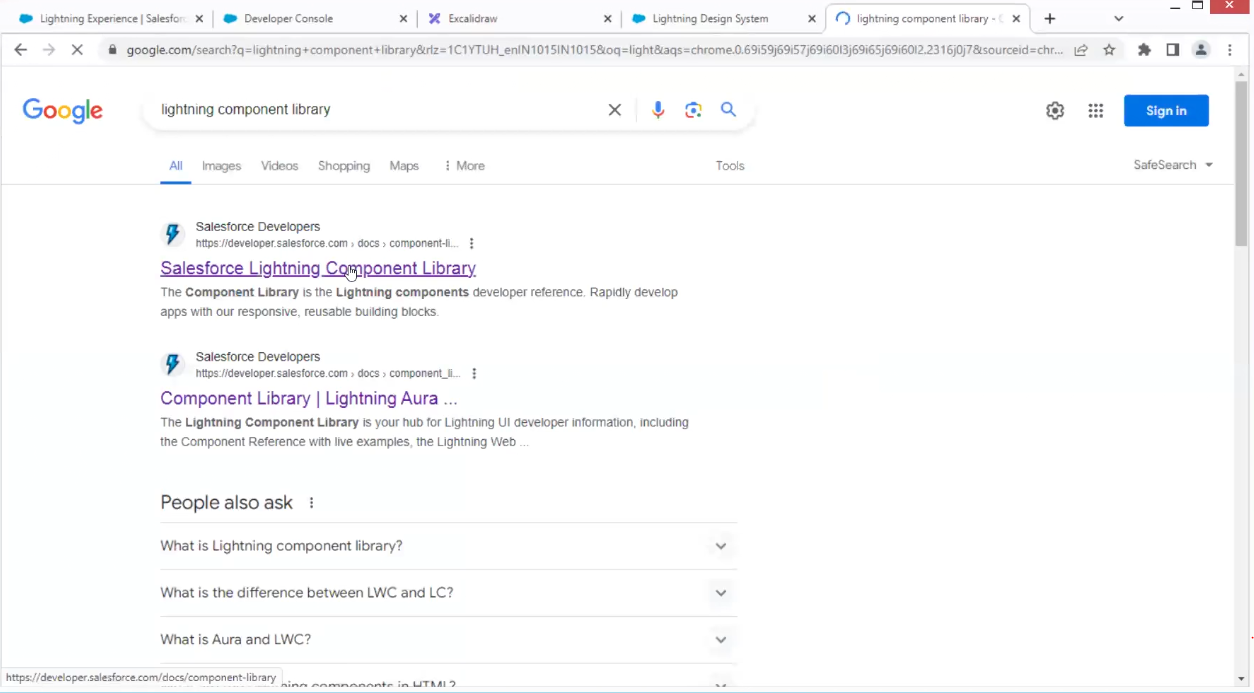 Lightning Experience | Salesforc
Developer Console
Excalidraw
Lightning Design System
lightning component library -
google.com/search?q=lightning+component+library&rlz=1C1YTUH_enIN1015IN1015&oq=light&aqs=chrome.0.69i59j69i57j69i60l3j69i65j69i60l2.2316j0j7&sourceid=chr...
Google
lightning component library
Sign in
All
Images
Videos
Shopping
Maps
More
Tools
SafeSearch
Salesforce Developers
https://developer.salesforce.com › docs › component-li...
Salesforce Lightning Component Library
The Component Library is the Lightning components developer reference. Rapidly develop
apps with our responsive, reusable building blocks.
Salesforce Developers
https://developer.salesforce.com › docs › component_li...
Component Library | Lightning Aura ...
The Lightning Component Library is your hub for Lightning UI developer information, including
the Component Reference with live examples, the Lightning Web ...
People also ask
What is Lightning component library?
What is the difference between LWC and LC?
What is Aura and LWC?
components in HTML?
https://developer.salesforce.com/docs/component-library